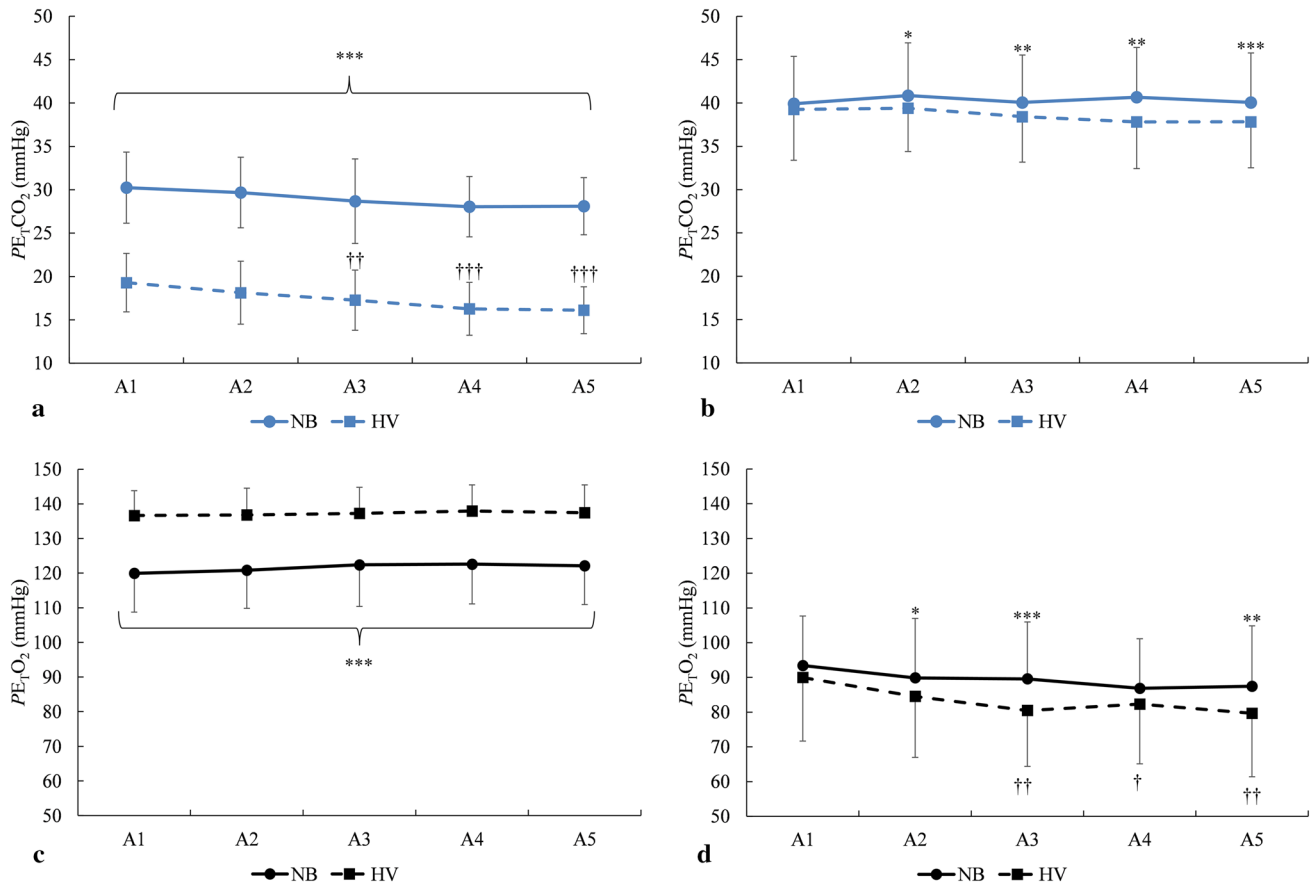 50
45
40
35
30
25
20
15
10
PETCO2 (mmHg)
***
†† ††† †††
A1 A2 A3 A4 A5
a
NB HV
50
45
40
35
30
25
20
15
10
PETCO2 (mmHg)
* ** ** ***
A1 A2 A3 A4 A5
b
NB HV
150
140
130
120
110
100
90
80
70
60
50
PETO2 (mmHg)
***
A1 A2 A3 A4 A5
c
NB HV
150
140
130
120
110
100
90
80
70
60
50
PETO2 (mmHg)
* *** **
†† † ††
A1 A2 A3 A4 A5
d
NB HV